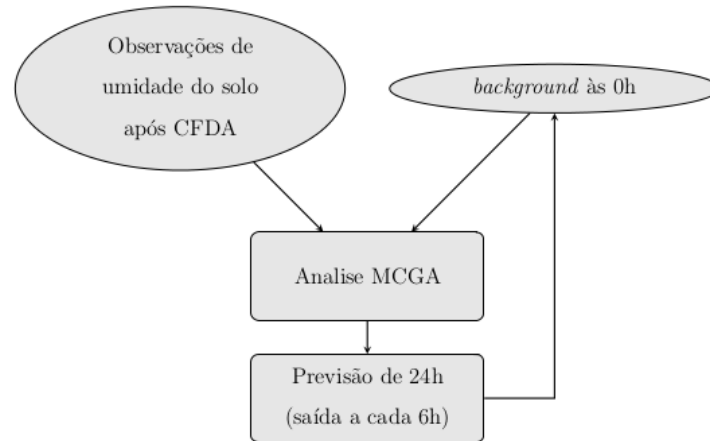 Observações de
umidade do solo
após CFDA
background às 0h
Analise MCGA
Previsão de 24h
(saída a cada 6h)